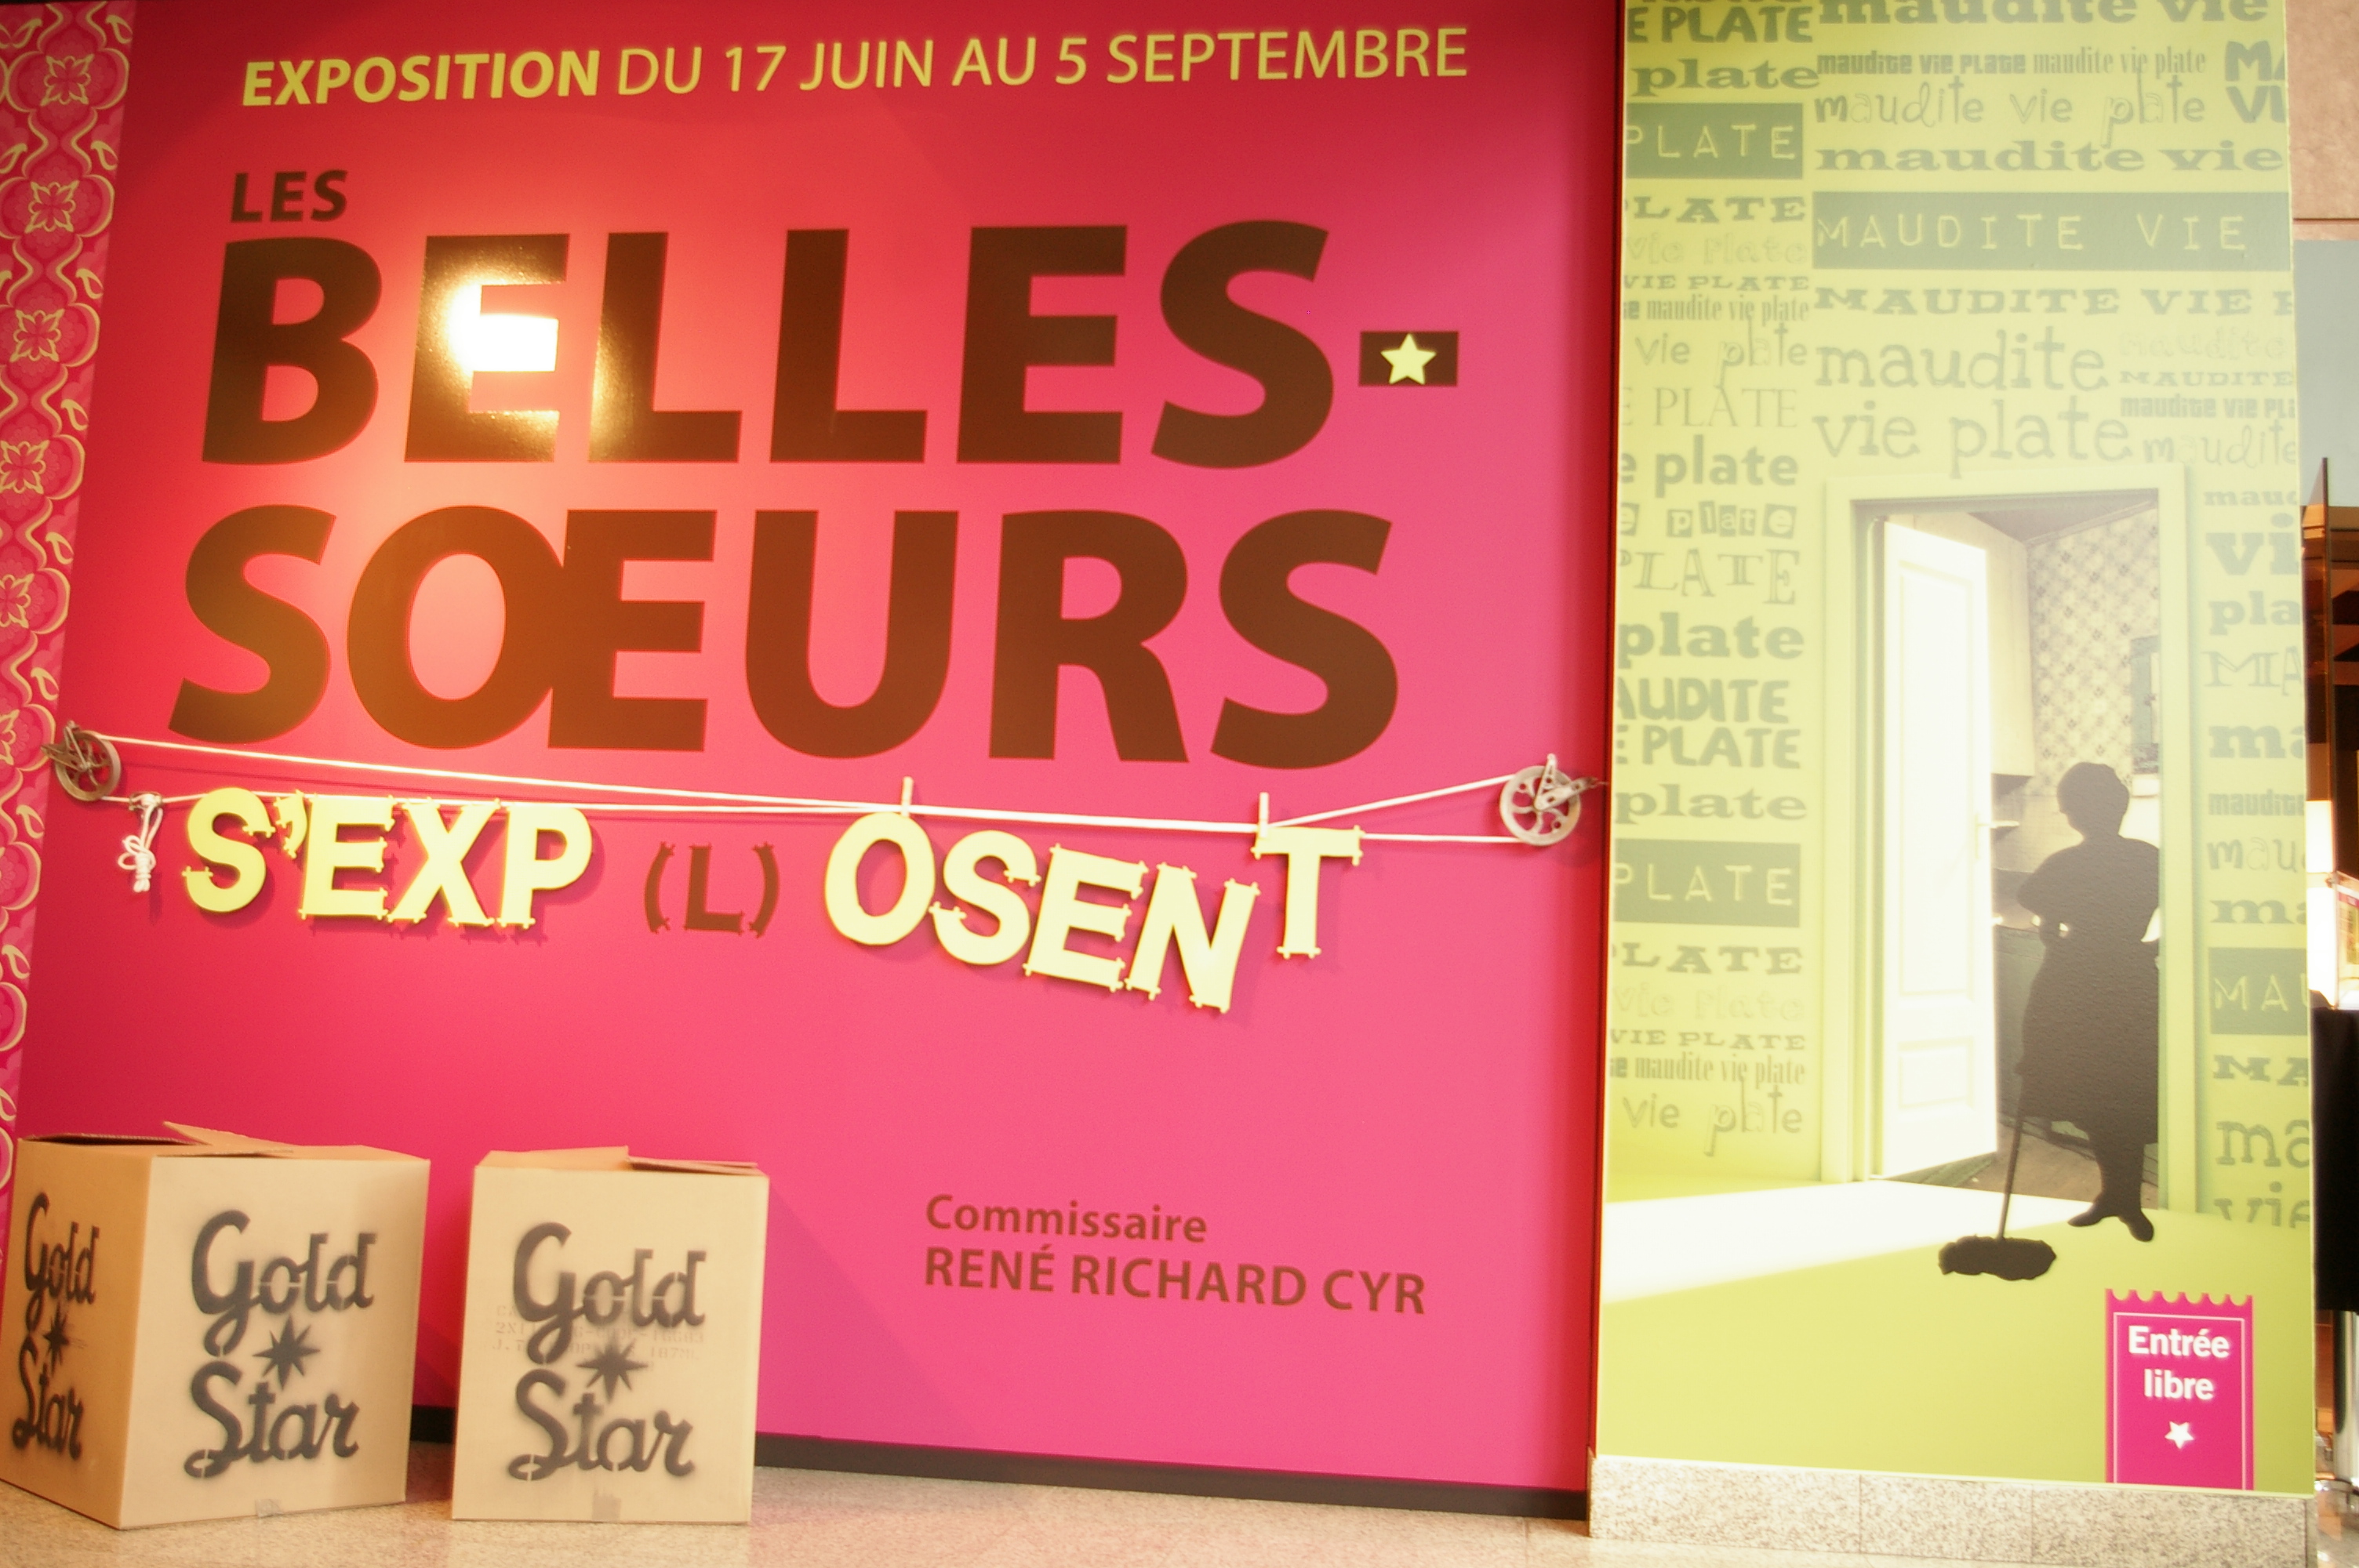 EXPOSITION DU 17 JUIN AU 5 SEPTEMBRE
LES
BELLES-
SŒURS
S'EXP (L) OSENT
Commissaire
RENÉ RICHARD CYR
Gold
Star
Gold
Star
Gold
Star
E PLATE
plate
PLATE
PLATE
Vie Plate
VIE PLATE
maudite vie plate
vie plate
E PLATE
e plate
e plate
PLATE
plate
AUDITE
E PLATE
plate
PLATE
PLATE
Vie Plate
VIE PLATE
maudite vie plate
vie plate
maudite vie
maudite vie plate maudite vie plate
maudite vie plate
maudite vie
MAUDITE VIE
MAUDITE VIE
maudite
vie plate
maudite
MAUDITE
maudite vie pl
maudite
Entrée
libre